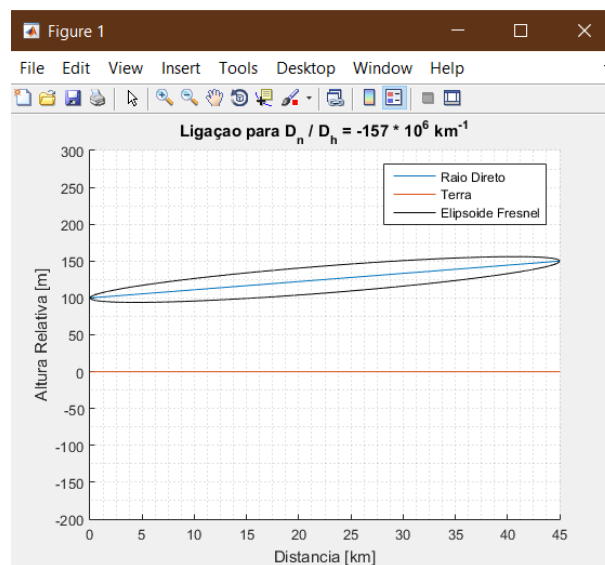 Figure 1
File Edit View Insert Tools Desktop Window Help
Ligaçao para D_n / D_h = -157 * 10^6 km^-1
300
250
200
150
100
50
0
-50
-100
-150
-200
Altura Relativa [m]
Raio Direto
Terra
Elipsoide Fresnel
0 5 10 15 20 25 30 35 40 45
Distancia [km]